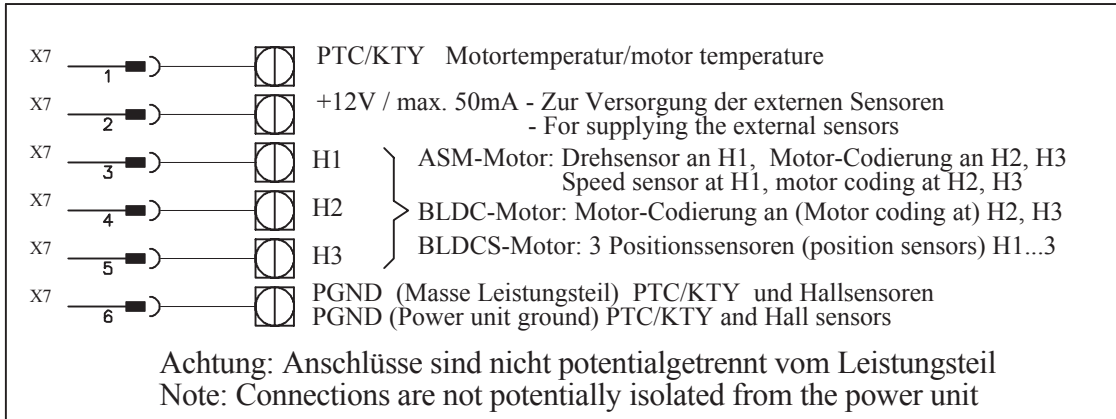 X7 1 PTC/KTY Motortemperatur/motor temperature
X7 2 +12V / max. 50mA - Zur Versorgung der externen Sensoren
- For supplying the external sensors
X7 3 H1 ASM-Motor: Drehsensor an H1, Motor-Codierung an H2, H3
Speed sensor at H1, motor coding at H2, H3
X7 4 H2 BLDC-Motor: Motor-Codierung an (Motor coding at) H2, H3
X7 5 H3 BLDCS-Motor: 3 Positionssensoren (position sensors) H1...3
X7 6 PGND (Masse Leistungsteil) PTC/KTY und Hallsensoren
PGND (Power unit ground) PTC/KTY and Hall sensors
Achtung: Anschlüsse sind nicht potentialgetrennt vom Leistungsteil
Note: Connections are not potentially isolated from the power unit